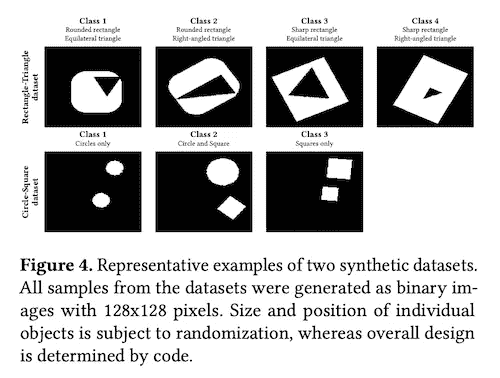 Class 1
Rounded rectangle
Equilateral triangle
Class 2
Rounded rectangle
Right-angled triangle
Class 3
Sharp rectangle
Equilateral triangle
Class 4
Sharp rectangle
Right-angled triangle
Rectangle-Triangle
dataset
Class 1
Circles only
Class 2
Circle and Square
Class 3
Squares only
Circle-Square
dataset
Figure 4. Representative examples of two synthetic datasets.
All samples from the datasets were generated as binary im-
ages with 128x128 pixels. Size and position of individual
objects is subject to randomization, whereas overall design
is determined by code.